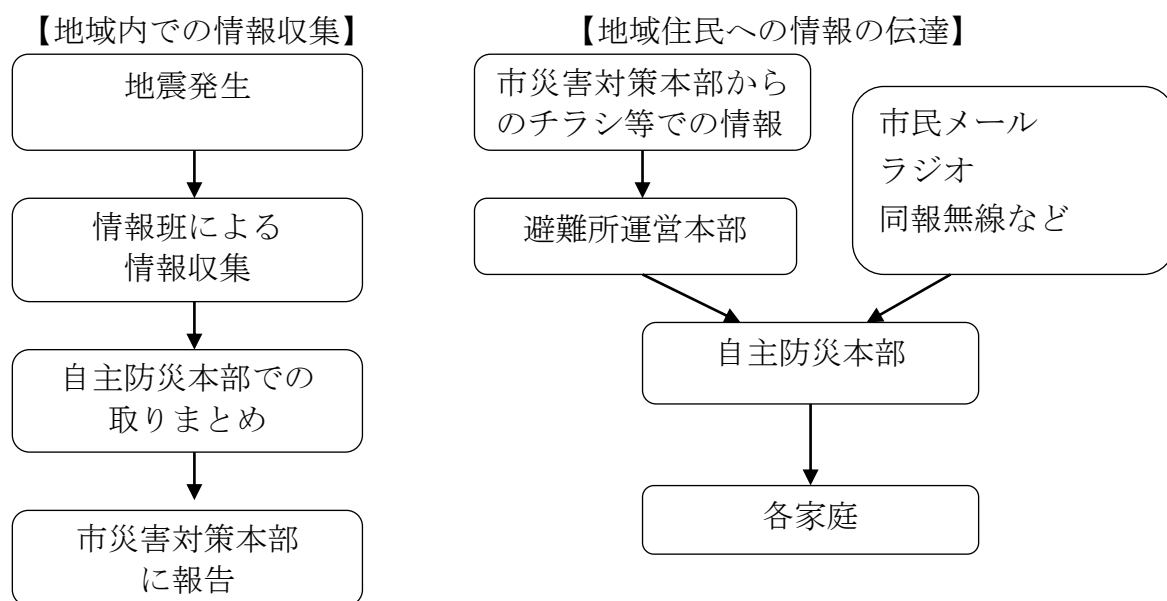 【地域内での情報収集】
地震発生
情報班による
情報収集
自主防災本部での
取りまとめ
市災害対策本部
に報告
【地域住民への情報の伝達】
市災害対策本部から
のチラシ等での情報
市民メール
ラジオ
同報無線など
避難所運営本部
自主防災本部
各家庭